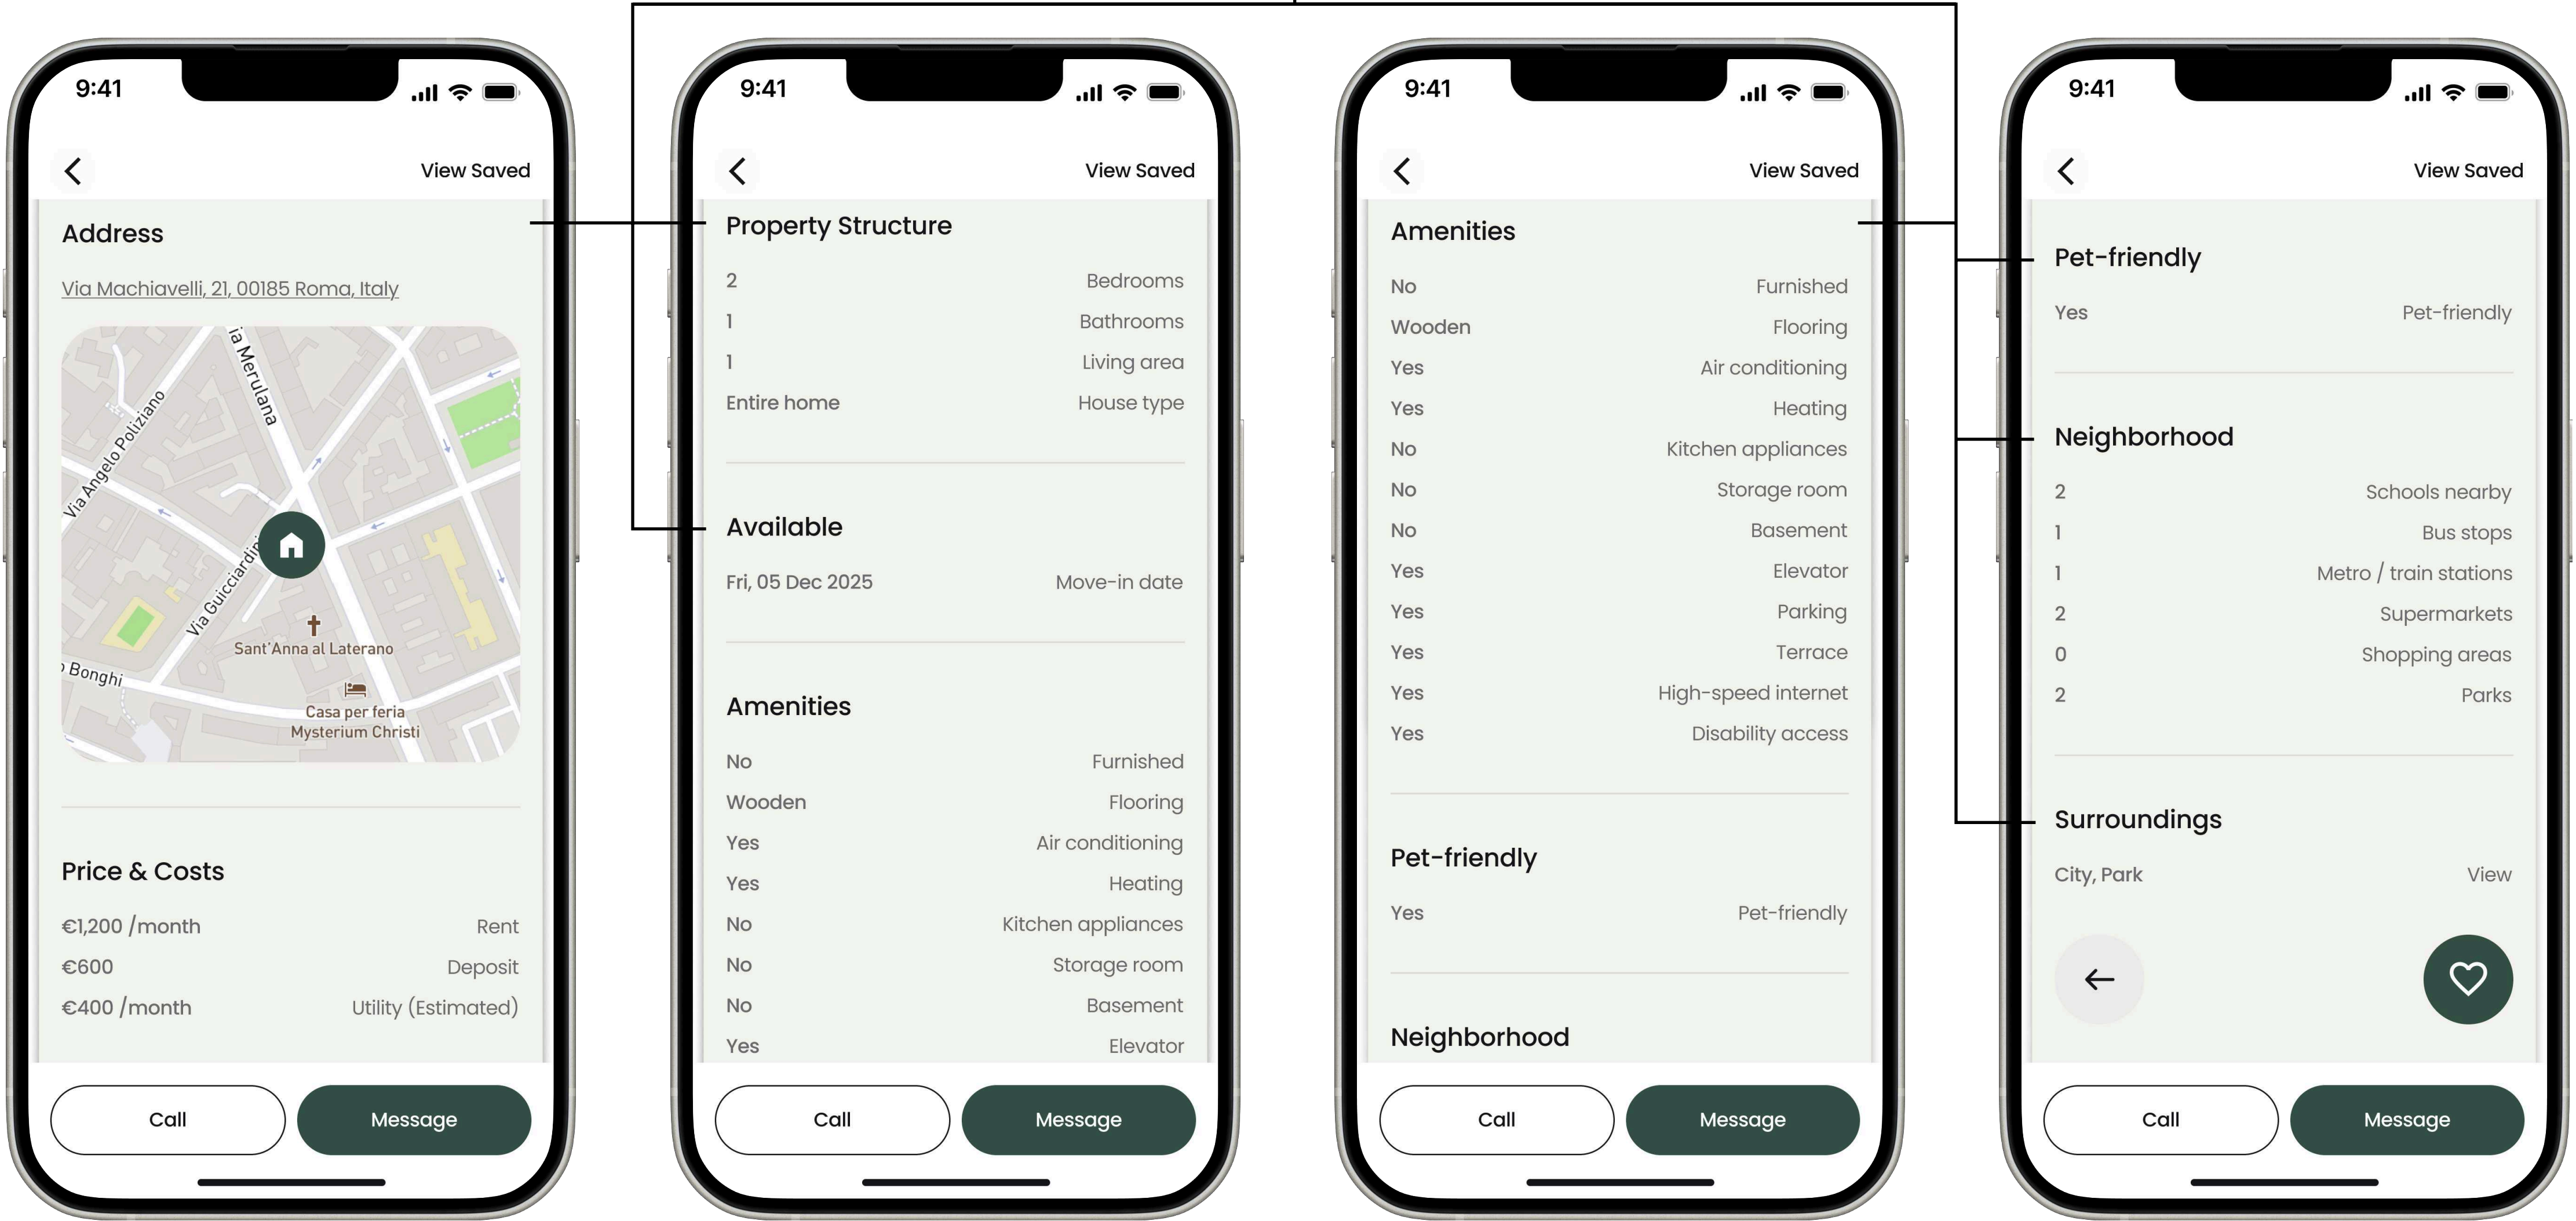 9:41
View Saved
Address
Via Machiavelli, 21, 00185 Roma, Italy
ia Merulana
Via Angelo Poliziano
Via Guicciardin
Sant'Anna al Laterano
o Bonghi
Casa per feria
Mysterium Christi
Price & Costs
€1,200 /month Rent
€600 Deposit
€400 /month Utility (Estimated)
Call Message
9:41
View Saved
Property Structure
2 Bedrooms
1 Bathrooms
1 Living area
Entire home House type
Available
Fri, 05 Dec 2025 Move-in date
Amenities
No Furnished
Wooden Flooring
Yes Air conditioning
Yes Heating
No Kitchen appliances
No Storage room
No Basement
Yes Elevator
Call Message
9:41
View Saved
Amenities
No Furnished
Wooden Flooring
Yes Air conditioning
Yes Heating
No Kitchen appliances
No Storage room
No Basement
Yes Elevator
Yes Parking
Yes Terrace
Yes High-speed internet
Yes Disability access
Pet-friendly
Yes Pet-friendly
Neighborhood
Call Message
9:41
View Saved
Pet-friendly
Yes Pet-friendly
Neighborhood
2 Schools nearby
1 Bus stops
1 Metro / train stations
2 Supermarkets
0 Shopping areas
2 Parks
Surroundings
City, Park View
Call Message